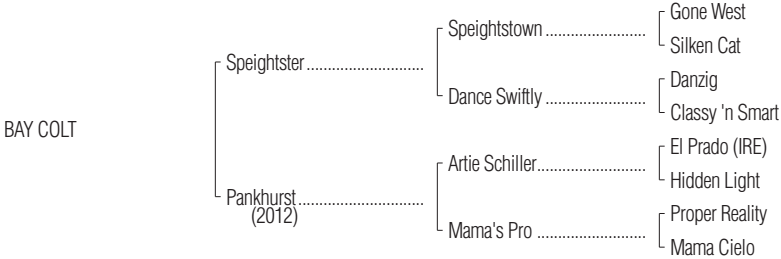 Gone West
Speightstown ........................
Silken Cat
Speightster ............................
Danzig
Dance Swiftly ........................
Classy 'n Smart
BAY COLT
El Prado (IRE)
Artie Schiller..........................
Hidden Light
Pankhurst..............................
(2012)
Proper Reality
Mama's Pro ..........................
Mama Cielo